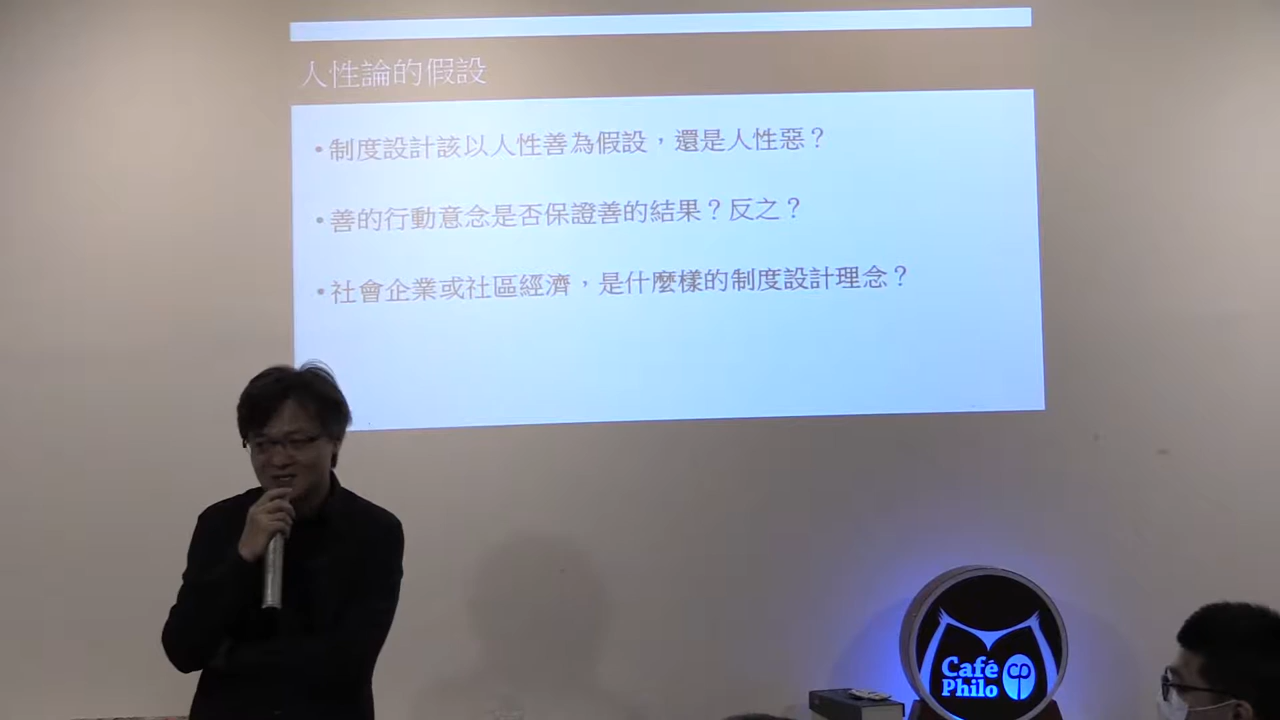 人性論的假設
•制度設計該以人性善為假設，還是人性惡？
•善的行動意念是否保證善的結果？反之？
•社會企業或社區經濟，是什麼樣的制度設計理念？
Café
Philo
cp